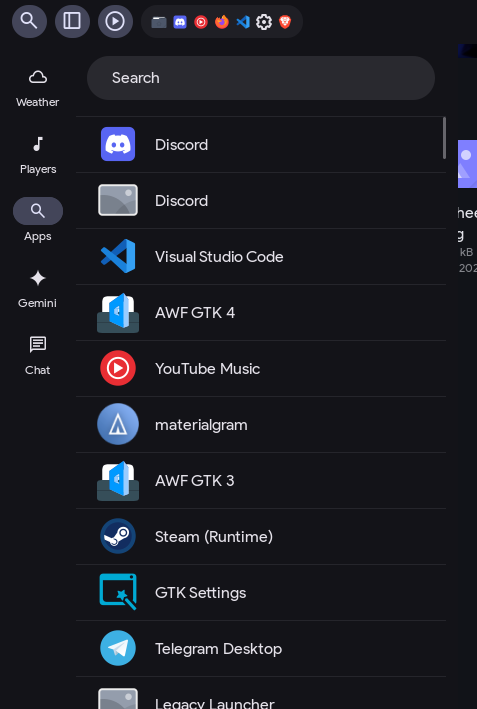 Weather
Players
Apps
Gemini
Chat
Search
Discord
Discord
Visual Studio Code
AWF GTK 4
YouTube Music
materialgram
AWF GTK 3
Steam (Runtime)
GTK Settings
Telegram Desktop
Legacy Launcher
kB
202